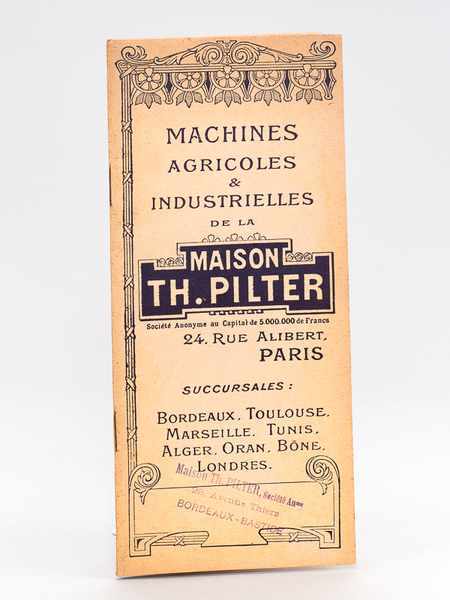 MACHINES
AGRICOLES
&
INDUSTRIELLES
DE LA
MAISON
TH. PILTER
Société Anonyme au Capital de 5.000.000 de Francs
24, RUE ALIBERT,
PARIS
SUCCURSALES :
BORDEAUX, TOULOUSE,
MARSEILLE, TUNIS,
ALGER, ORAN, BÔNE,
LONDRES.
Maison Th. PILTER, Société Anme
28, Avenue Thiers
BORDEAUX-BASTIDE